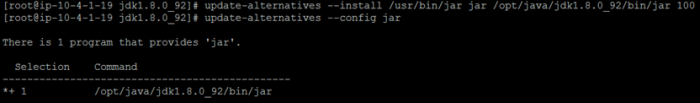 [root@ip-10-4-1-19 jdk1.8.0_92]# update-alternatives --install /usr/bin/jar jar /opt/java/jdk1.8.0_92/bin/jar 100
[root@ip-10-4-1-19 jdk1.8.0_92]# update-alternatives --config jar
There is 1 program that provides 'jar'.
Selection Command
-----------------------------------------------
*+ 1 /opt/java/jdk1.8.0_92/bin/jar